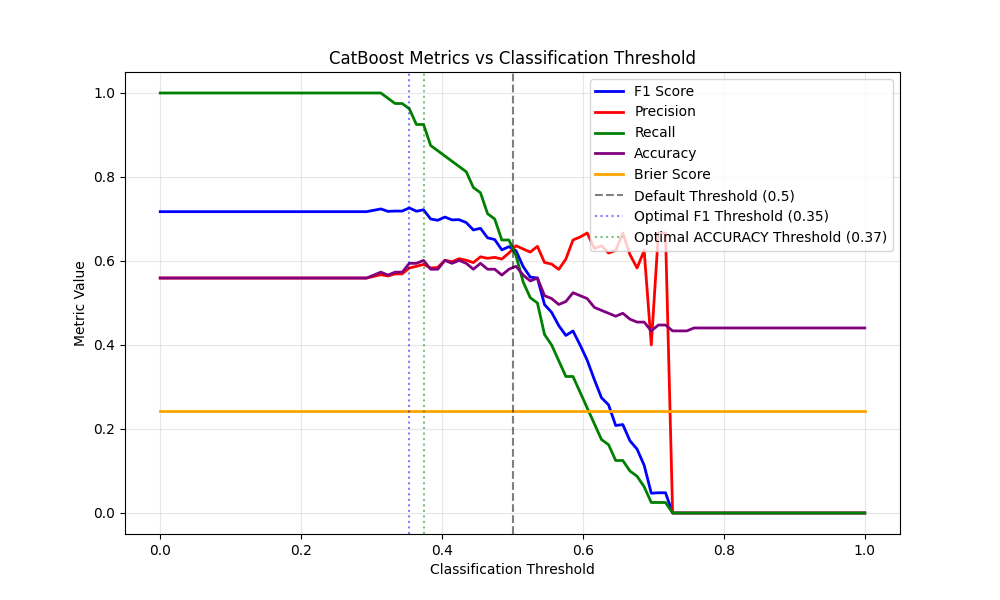 CatBoost Metrics vs Classification Threshold
F1 Score
Precision
Recall
Accuracy
Brier Score
Default Threshold (0.5)
Optimal F1 Threshold (0.35)
Optimal ACCURACY Threshold (0.37)
Metric Value
1.0
0.8
0.6
0.4
0.2
0.0
0.0 0.2 0.4 0.6 0.8 1.0
Classification Threshold